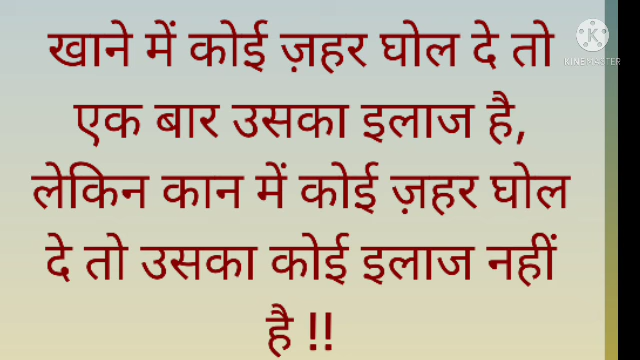 खाने में कोई ज़हर घोल दे तो
एक बार उसका इलाज है,
लेकिन कान में कोई ज़हर घोल
दे तो उसका कोई इलाज नहीं
है !!
K
KINEMASTER